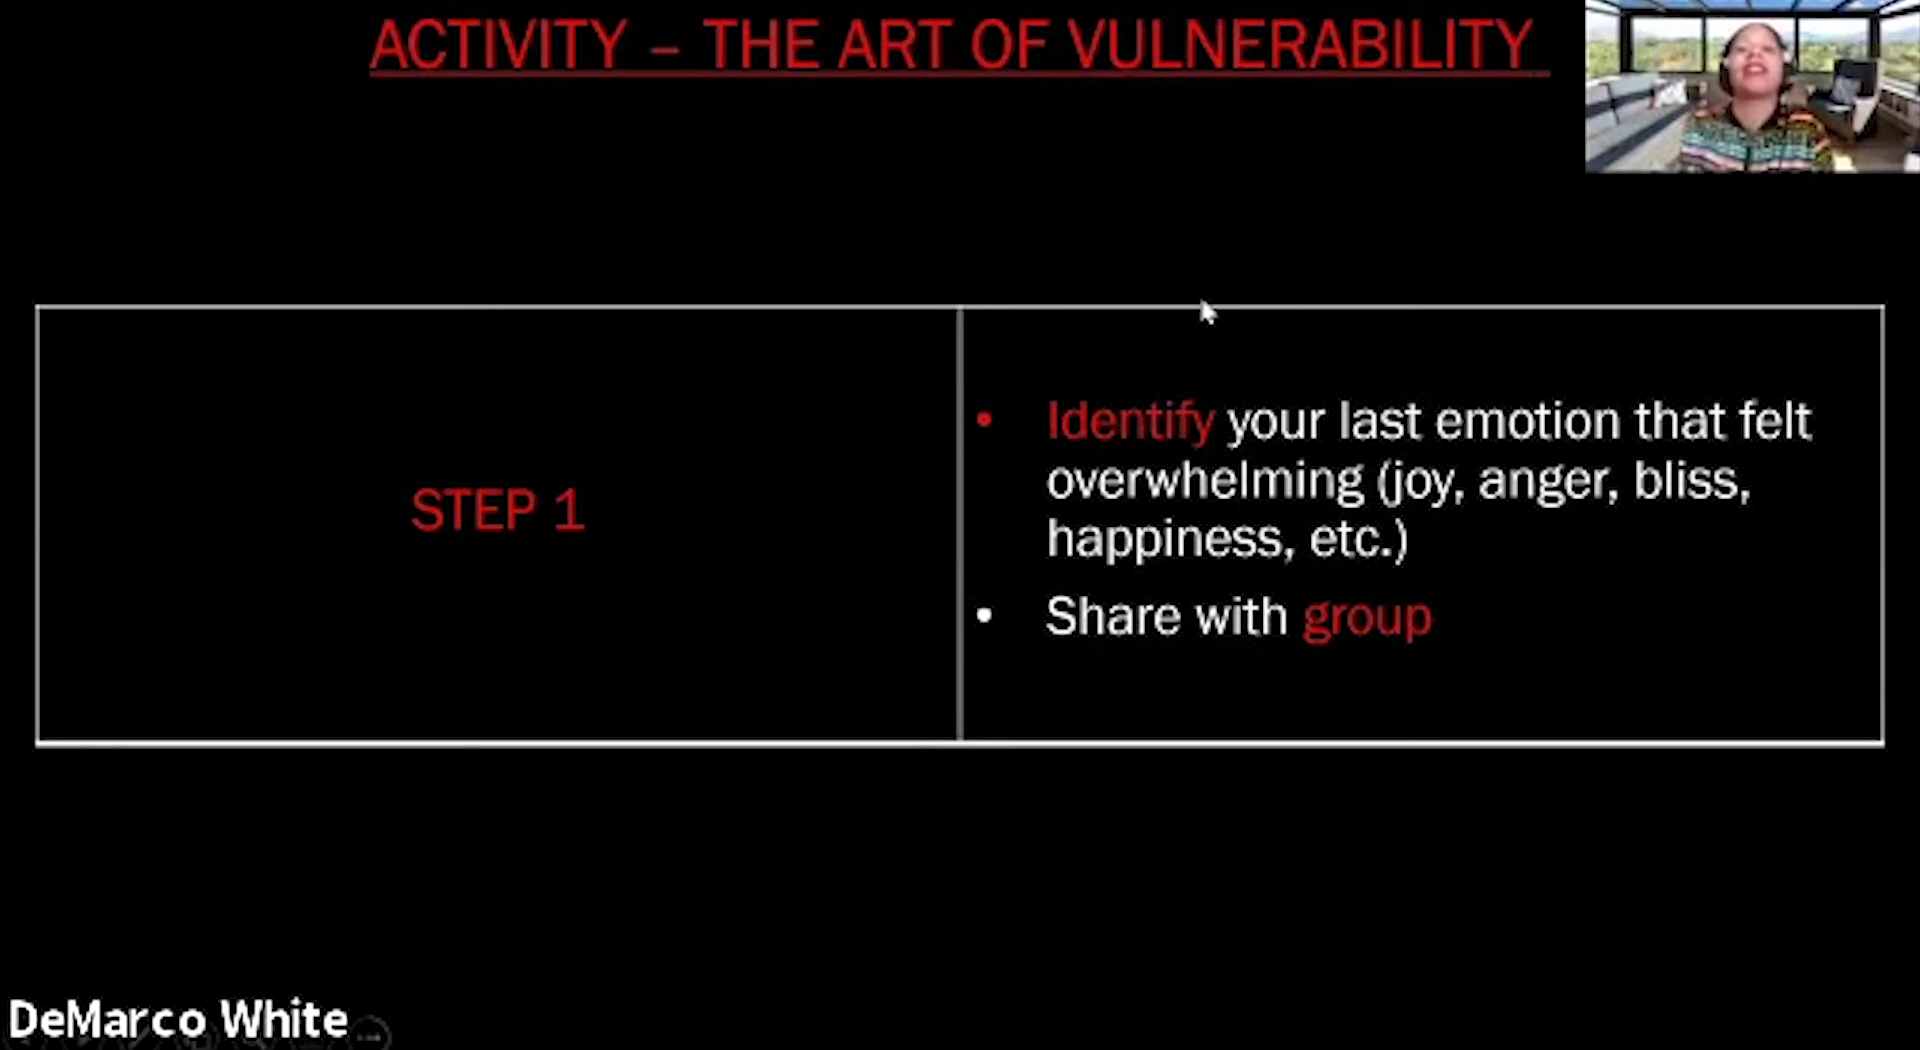 ACTIVITY – THE ART OF VULNERABILITY
STEP 1
• Identify your last emotion that felt
overwhelming (joy, anger, bliss,
happiness, etc.)
• Share with group
DeMarco White